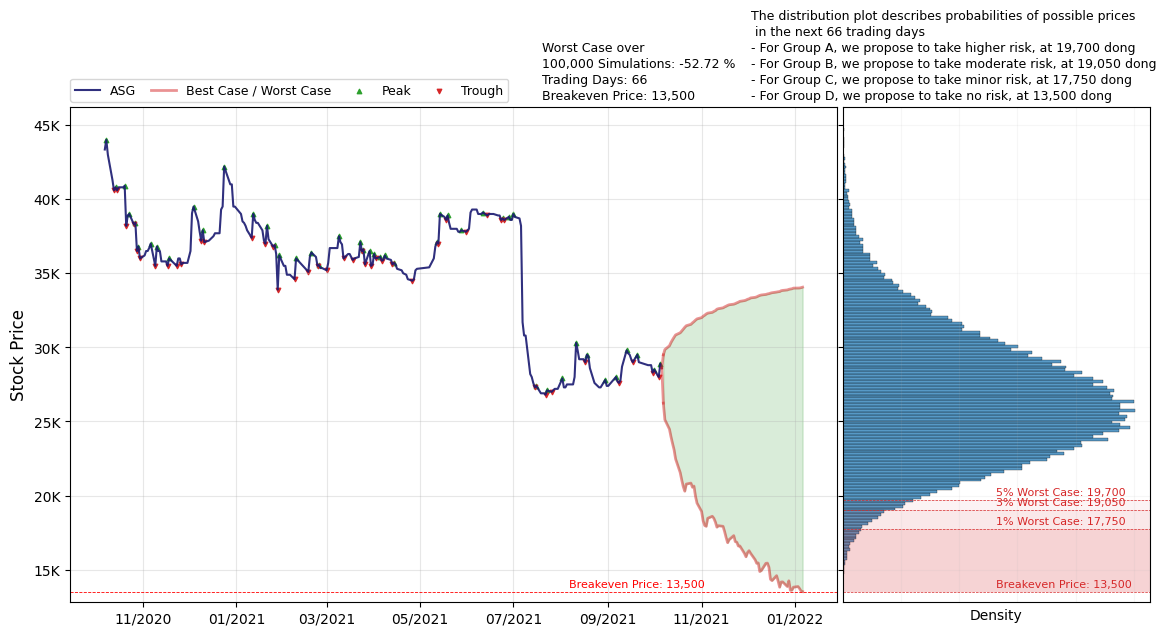 The distribution plot describes probabilities of possible prices
in the next 66 trading days
- For Group A, we propose to take higher risk, at 19,700 dong
- For Group B, we propose to take moderate risk, at 19,050 dong
- For Group C, we propose to take minor risk, at 17,750 dong
- For Group D, we propose to take no risk, at 13,500 dong
Worst Case over
100,000 Simulations: -52.72 %
Trading Days: 66
Breakeven Price: 13,500
ASG
Best Case / Worst Case
Peak
Trough
Stock Price
45K
40K
35K
30K
25K
20K
15K
Breakeven Price: 13,500
11/2020
01/2021
03/2021
05/2021
07/2021
09/2021
11/2021
01/2022
5% Worst Case: 19,700
3% Worst Case: 19,050
1% Worst Case: 17,750
Breakeven Price: 13,500
Density